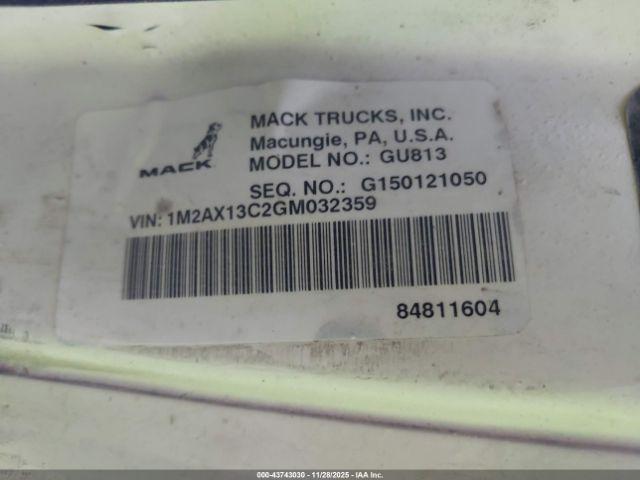 MACK
MACK TRUCKS, INC.
Macungie, PA, U.S.A.
MODEL NO.: GU813
SEQ. NO.: G150121050
VIN: 1M2AX13C2GM032359
84811604
000-43743030 | 11/28/2025 | IAA Inc.